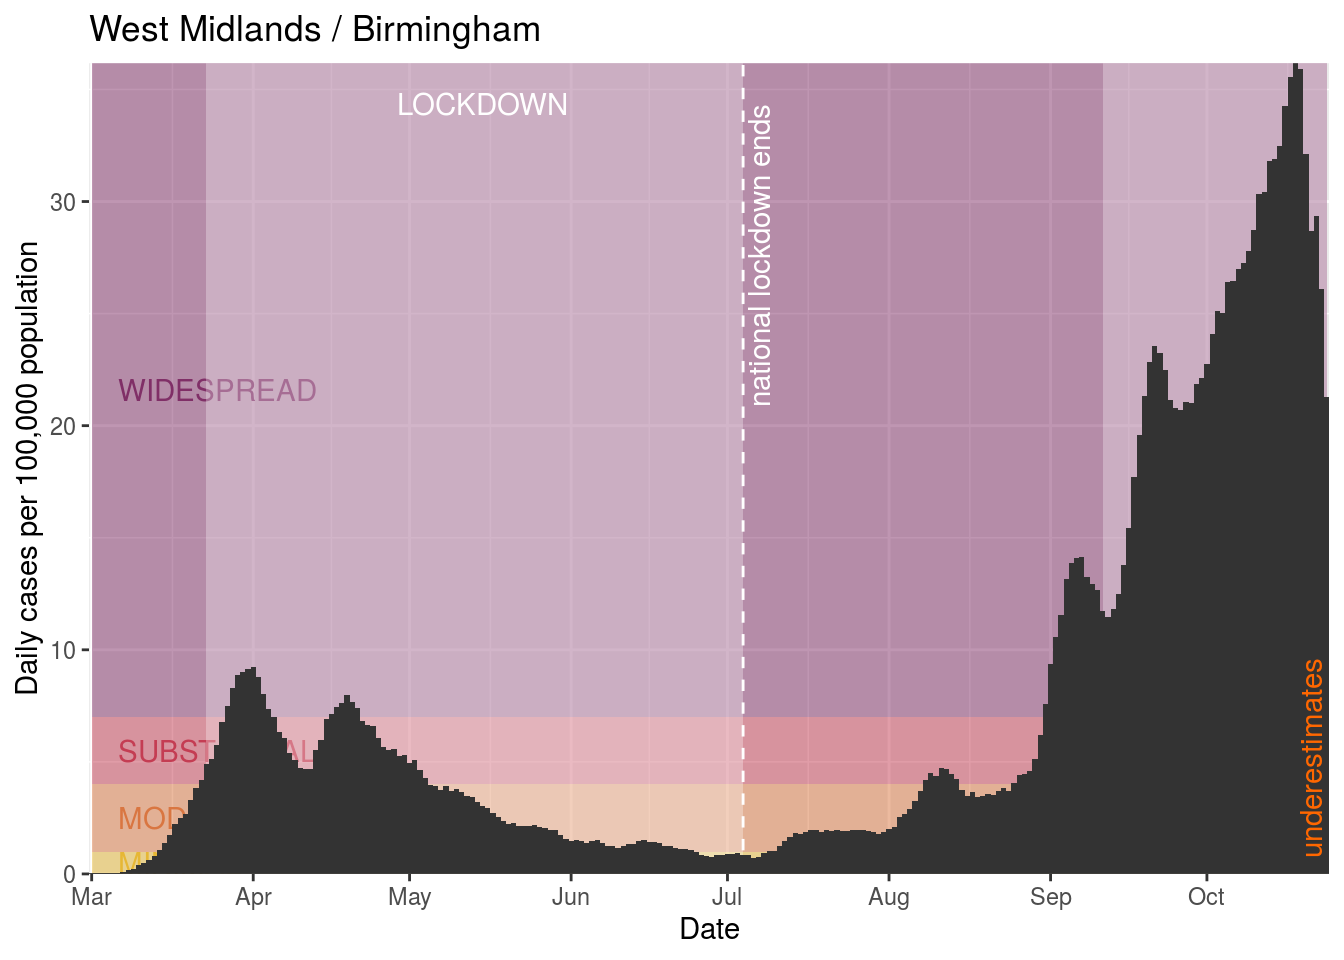 West Midlands / Birmingham
LOCKDOWN
national lockdown ends
WIDESPREAD
underestimates
Daily cases per 100,000 population
30
20
10
0
Mar Apr May Jun Jul Aug Sep Oct
Date